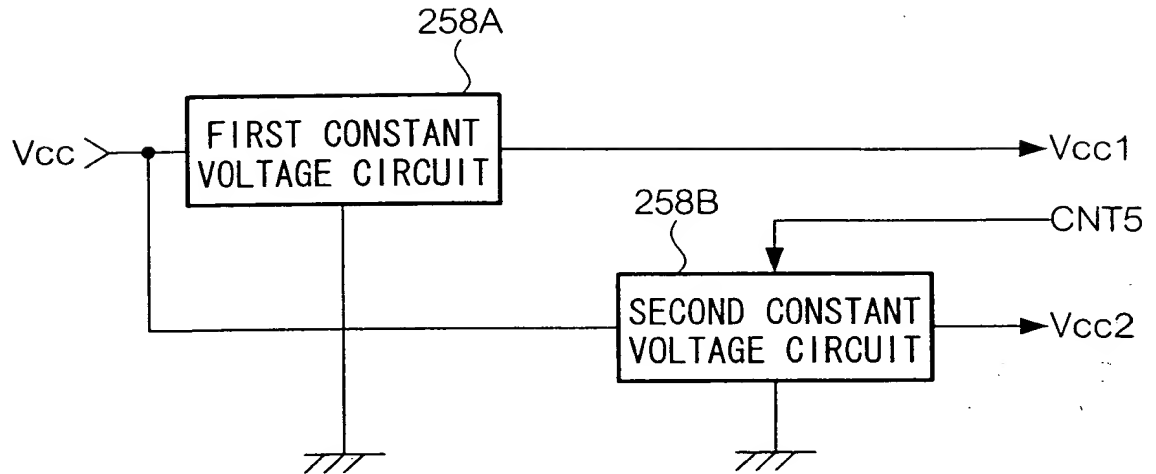 258A
FIRST CONSTANT
VOLTAGE CIRCUIT
Vcc
Vcc1
258B
CNT5
SECOND CONSTANT
VOLTAGE CIRCUIT
Vcc2